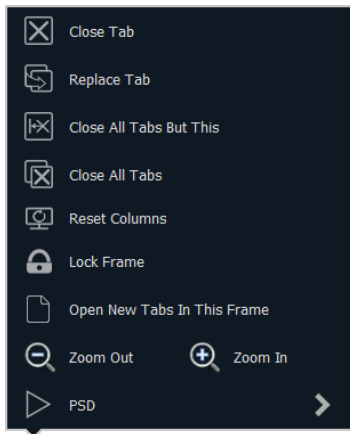 Close Tab
Replace Tab
Close All Tabs But This
Close All Tabs
Reset Columns
Lock Frame
Open New Tabs In This Frame
Zoom Out Zoom In
PSD